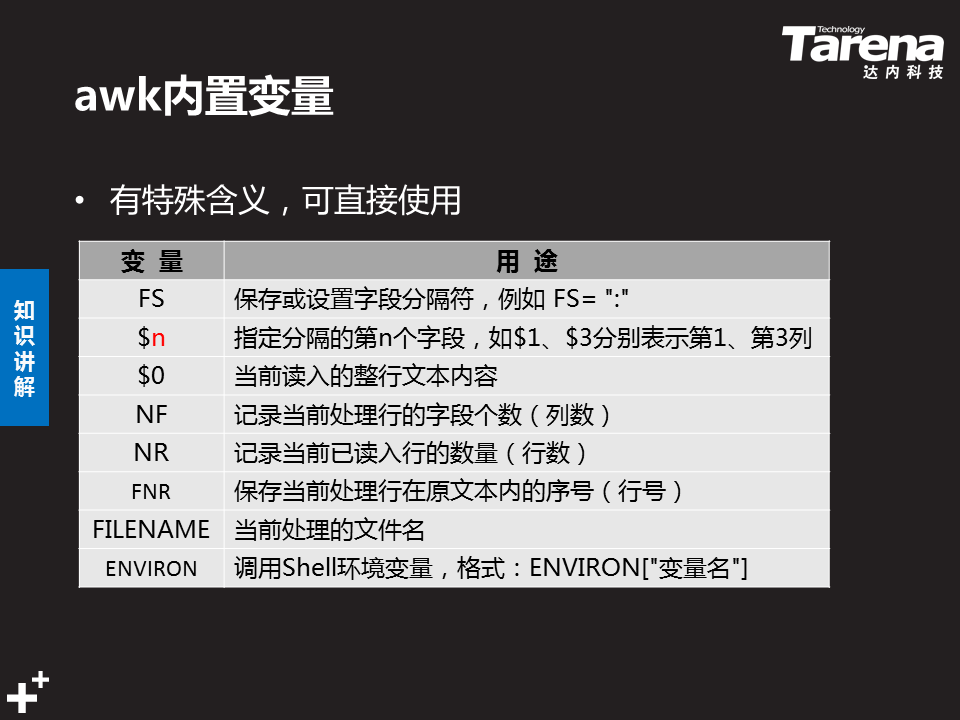 Technology
Tarena
达内科技
awk内置变量
• 有特殊含义，可直接使用
知识讲解
变 量 用 途
FS 保存或设置字段分隔符，例如 FS= ":"
$n 指定分隔的第n个字段，如$1、$3分别表示第1、第3列
$0 当前读入的整行文本内容
NF 记录当前处理行的字段个数（列数）
NR 记录当前已读入行的数量（行数）
FNR 保存当前处理行在原文本内的序号（行号）
FILENAME 当前处理的文件名
ENVIRON 调用Shell环境变量，格式：ENVIRON["变量名"]